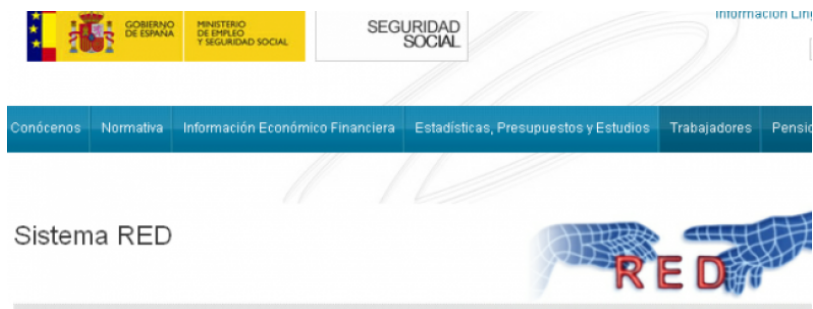 Información
GOBIERNO
DE ESPAÑA
MINISTERIO
DE EMPLEO
Y SEGURIDAD SOCIAL
SEGURIDAD
SOCIAL
Conócenos Normativa Información Económico Financiera Estadísticas, Presupuestos y Estudios Trabajadores
Sistema RED
RED